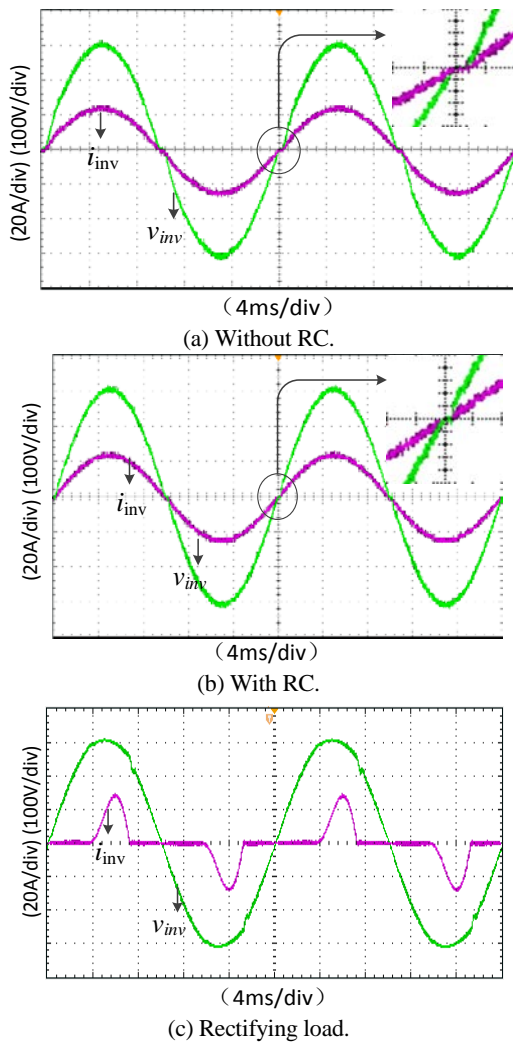 (20A/div) (100V/div)
i_inv
v_inv
（4ms/div）
(a) Without RC.
(20A/div) (100V/div)
i_inv
v_inv
（4ms/div）
(b) With RC.
(20A/div) (100V/div)
i_inv
v_inv
（4ms/div）
(c) Rectifying load.